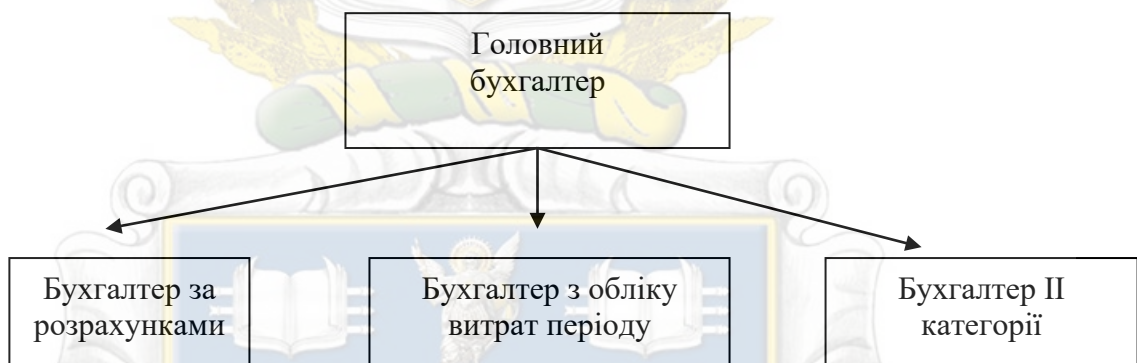 Головний
бухгалтер
Бухгалтер за
розрахунками
Бухгалтер з обліку
витрат періоду
Бухгалтер ІІ
категорії